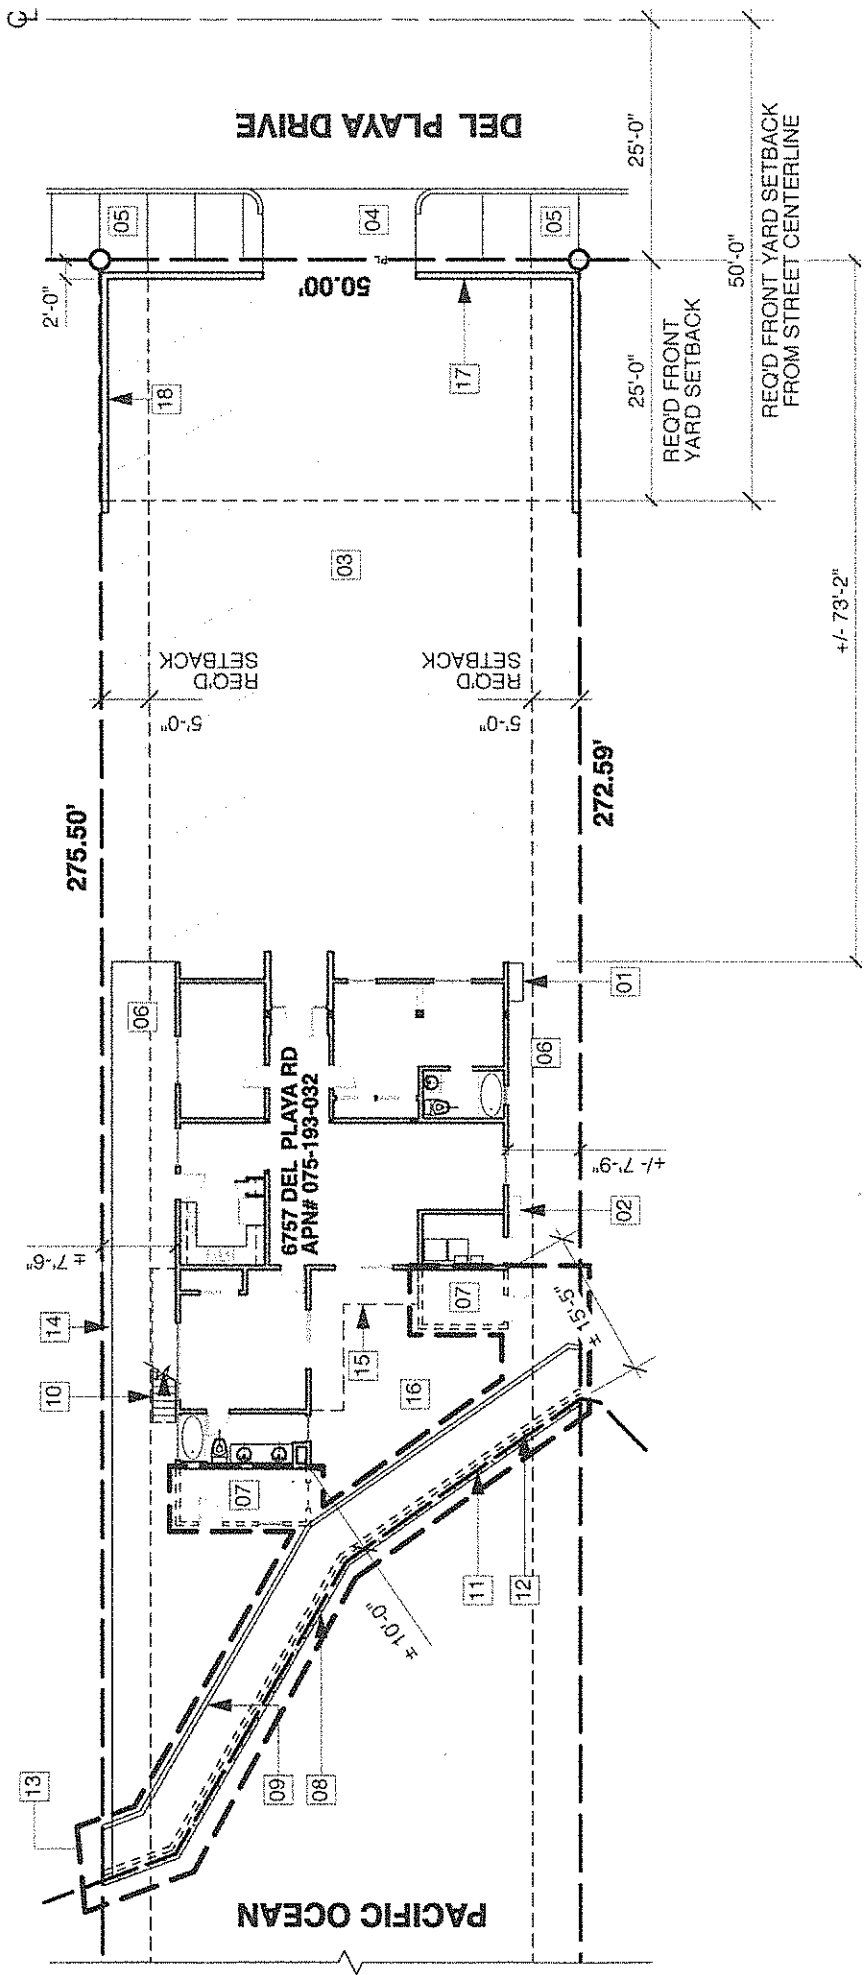 ℄
DEL PLAYA DRIVE
05
04
05
PL
50.00'
2'-0"
18
17
25'-0"
25'-0"
REQ'D FRONT
YARD SETBACK
50'-0"
REQ'D FRONT YARD SETBACK
FROM STREET CENTERLINE
03
REQ'D
SETBACK
5'-0"
REQ'D
SETBACK
5'-0"
275.50'
272.59'
+/- 73'-2"
06
06
01
02
6757 DEL PLAYA RD
APN# 075-193-032
+/- 7'-9"
± 7'-6"
14
10
07
07
15
16
± 15'-5"
± 10'-0"
11
12
13
09
08
PACIFIC OCEAN